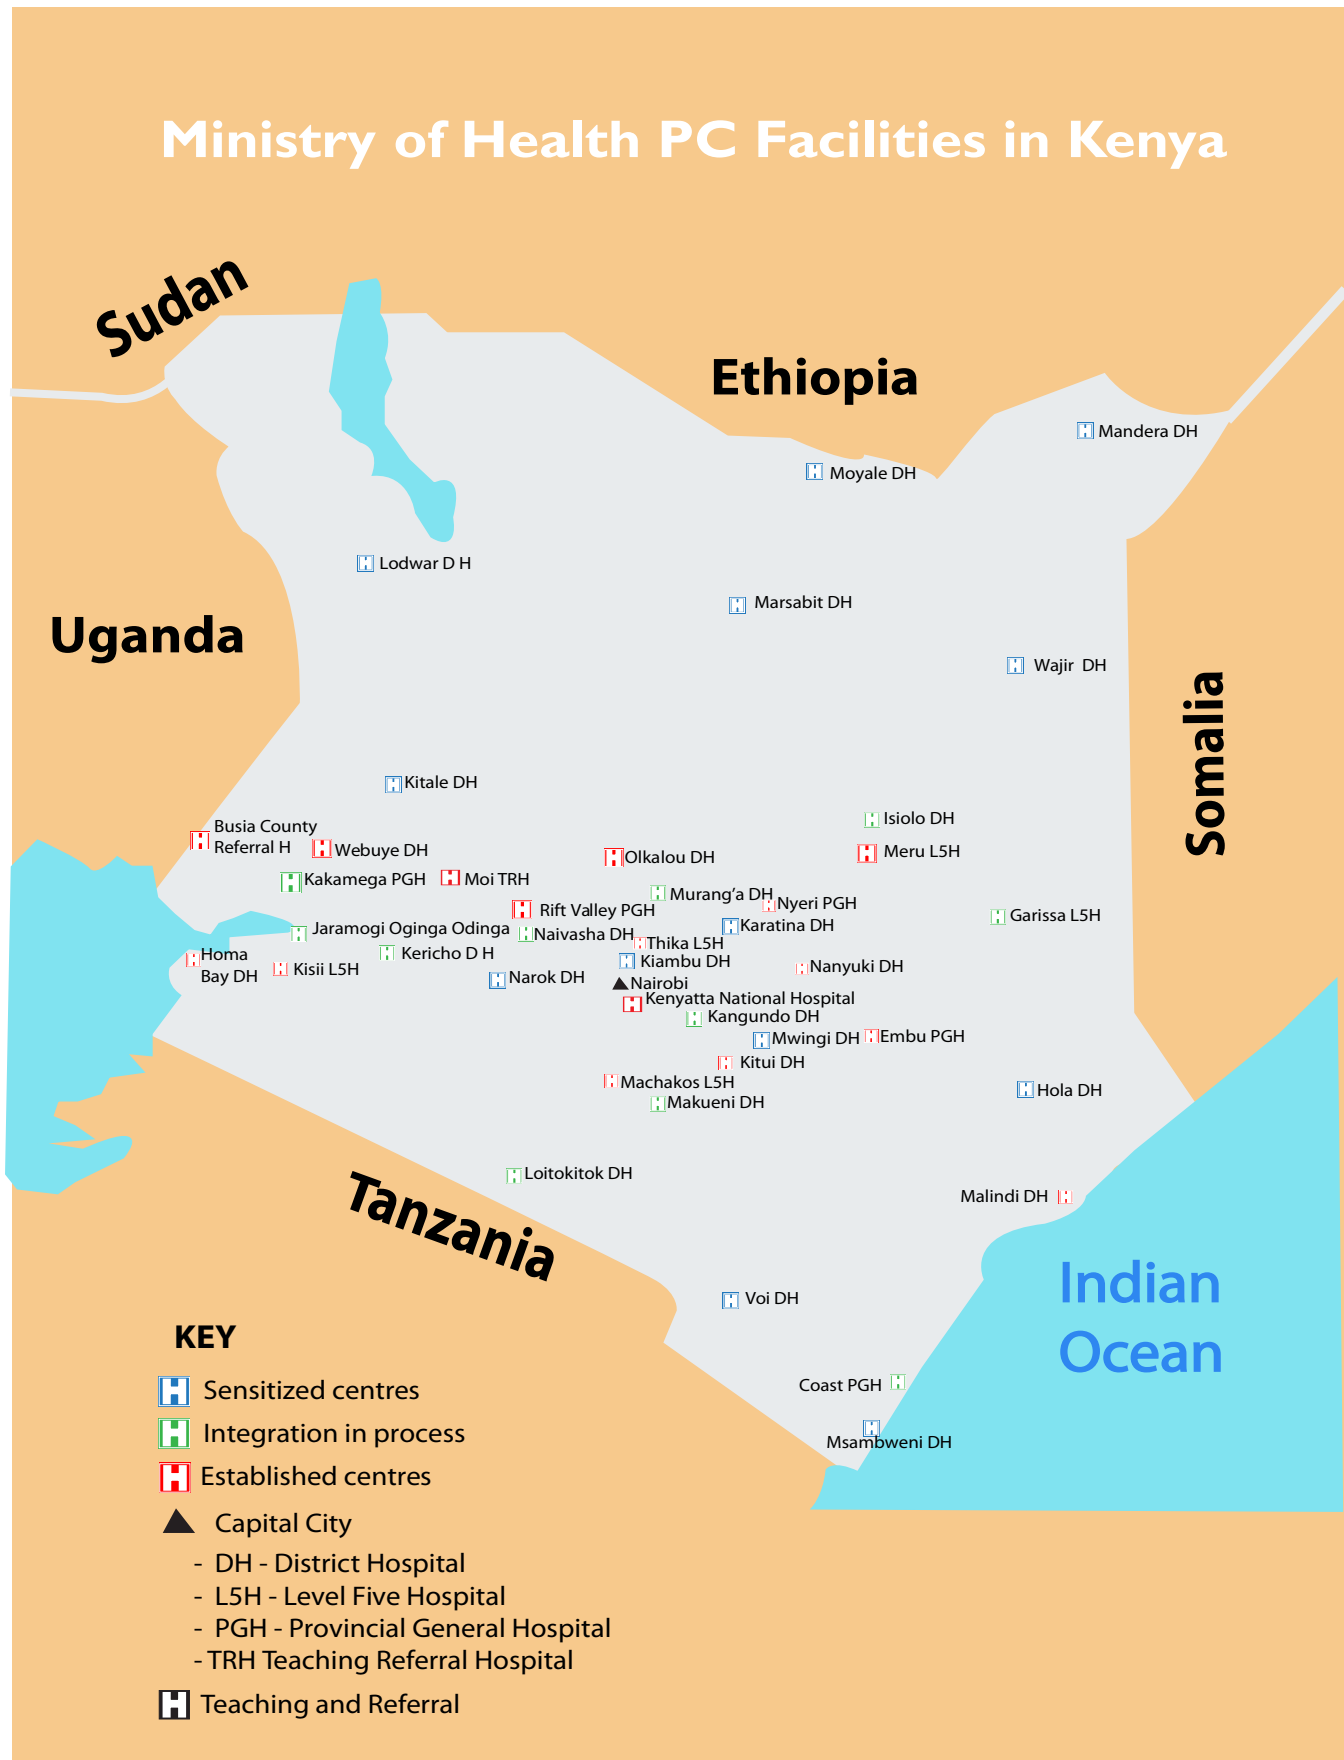 Ministry of Health PC Facilities in Kenya
Sudan
Ethiopia
Mandera DH
Moyale DH
Lodwar D H
Marsabit DH
Uganda
Wajir  DH
Somalia
Kitale DH
Isiolo DH
Busia County
Referral H
Webuye DH
Olkalou DH
Meru L5H
Kakamega PGH
Moi TRH
Murang’a DH
Nyeri PGH
Rift Valley PGH
Garissa L5H
Karatina DH
Jaramogi Oginga Odinga
Naivasha DH
Thika L5H
Kericho D H
Homa
Bay DH
Kisii L5H
Kiambu DH
Nanyuki DH
Narok DH
Nairobi
Kenyatta National Hospital
Kangundo DH
Mwingi DH
Embu PGH
Kitui DH
Machakos L5H
Makueni DH
Hola DH
Loitokitok DH
Malindi DH
Tanzania
Indian
Ocean
Voi DH
Coast PGH
Msambweni DH
KEY
H Sensitized centres
H Integration in process
H Established centres
Capital City
- DH - District Hospital
- L5H - Level Five Hospital
- PGH - Provincial General Hospital
- TRH Teaching Referral Hospital
H Teaching and Referral